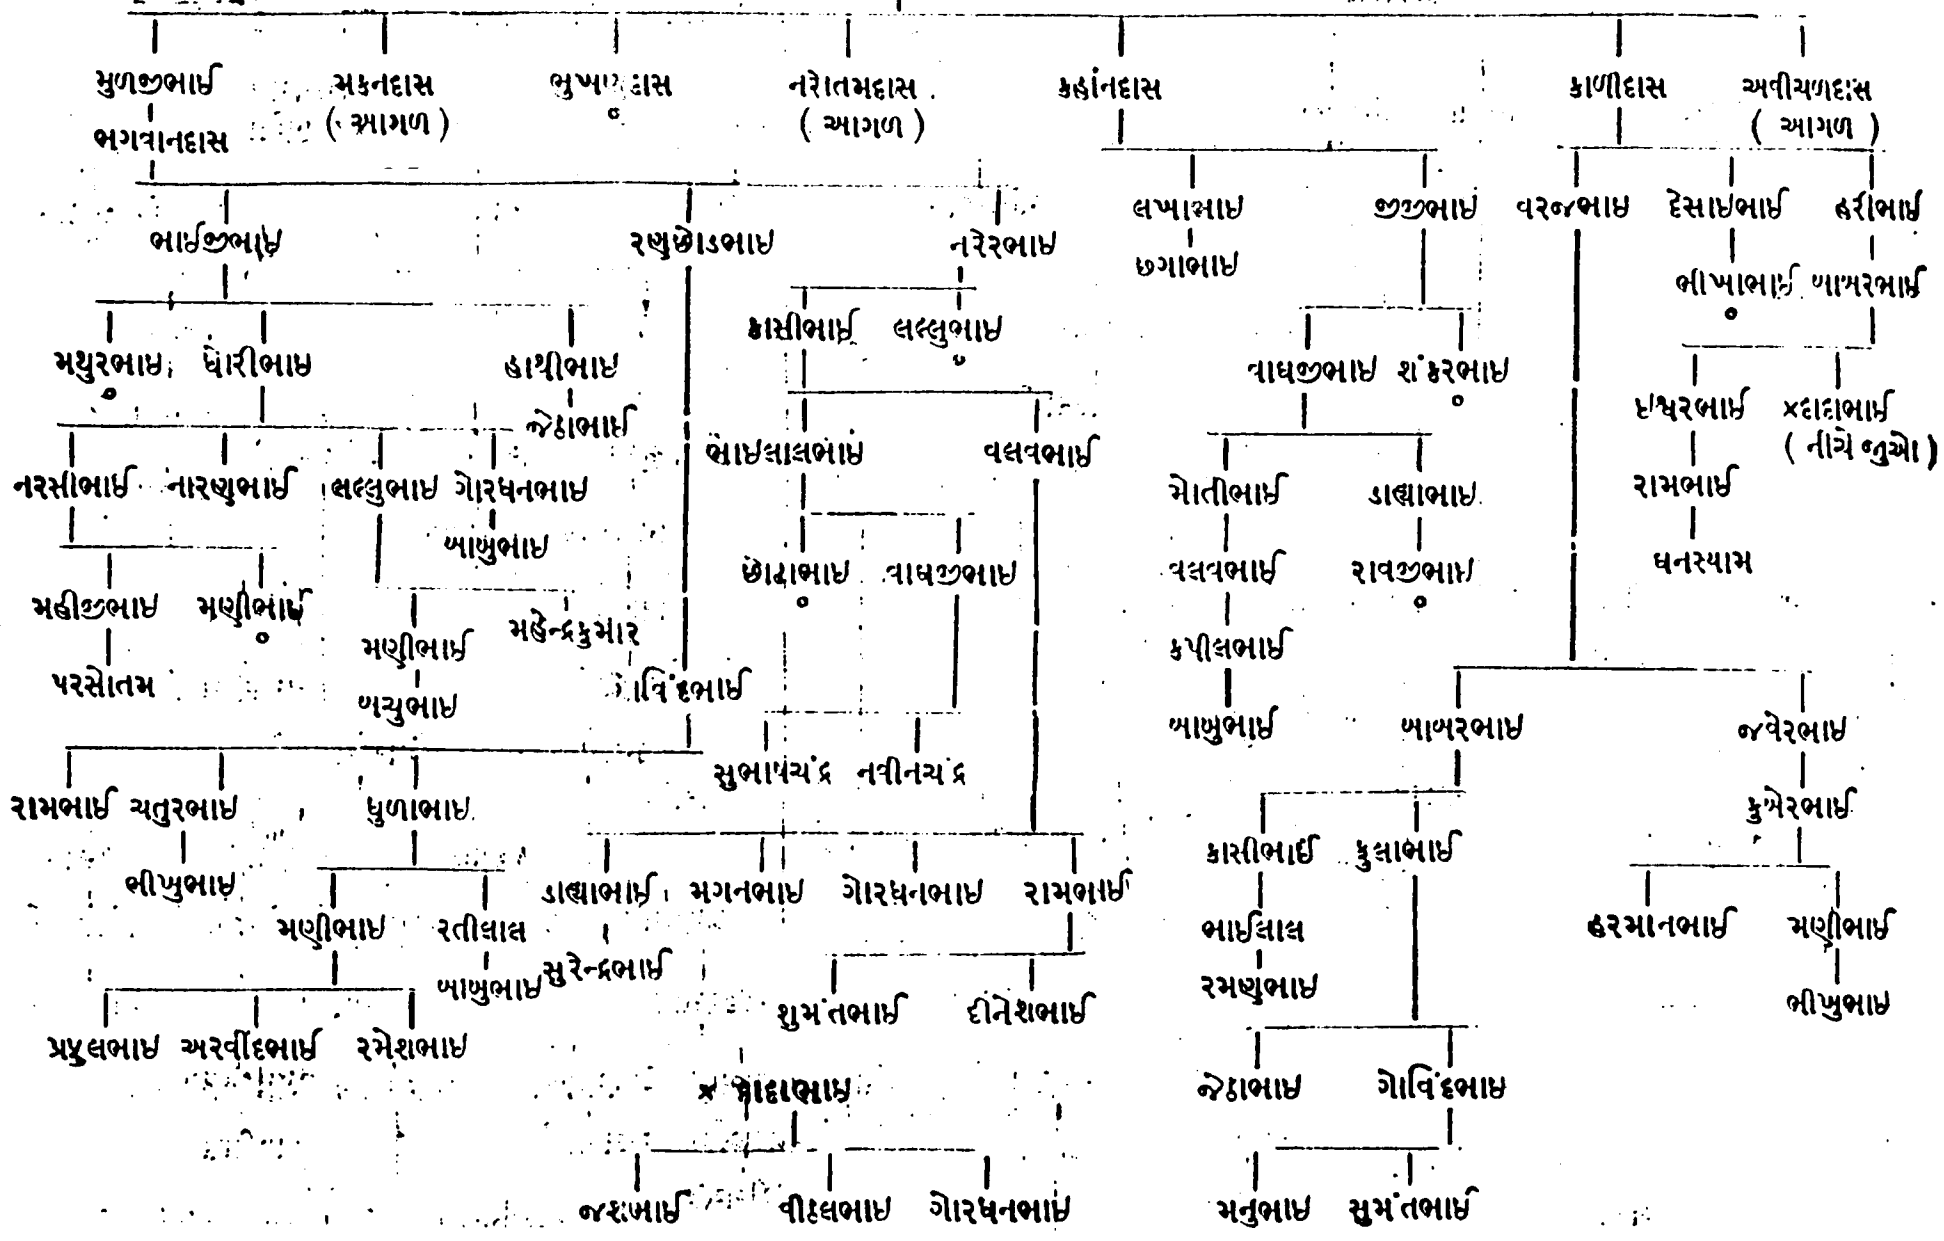 મુળજીભાઈ મકનદાસ ભુખણદાસ નરોતમદાસ કહાંનદાસ કાળીદાસ અવીચળદાસ
( આગળ ) ( આગળ ) ( આગળ )
ભગવાનદાસ
લખાભાઈ જીજીભાઈ વરજભાઈ દેસાઈભાઈ હરીભાઈ
ભાઈજીભાઈ રણછોડભાઈ નરેરભાઈ
છગાભાઈ
ભીખાભાઈ બાબરભાઈ
કાસીભાઈ લલ્લુભાઈ
મથુરભાઈ ધોરીભાઈ હાથીભાઈ વાઘજીભાઈ શંકરભાઈ
જેઠાભાઈ ઈશ્વરભાઈ ×દાદાભાઈ
( નીચે જુઓ )
ભાઈલાલભાઈ વલવભાઈ
નરસીભાઈ નારણભાઈ લલ્લુભાઈ ગોરધનભાઈ મોતીભાઈ ડાહ્યાભાઈ રામભાઈ
બાબુભાઈ
છોટાભાઈ વાઘજીભાઈ વલવભાઈ રાવજીભાઈ ઘનસ્યામ
મહીજીભાઈ મણીભાઈ
મણીભાઈ મહેન્દ્રકુમાર કપીલભાઈ
પરસોતમ બચુભાઈ ગોવિંદભાઈ
બાબુભાઈ બાબરભાઈ જવેરભાઈ
સુભાષચંદ્ર નવીનચંદ્ર
રામભાઈ ચતુરભાઈ ધુળાભાઈ કુબેરભાઈ
કાસીભાઈ ફુલાભાઈ
ભીખુભાઈ ડાહ્યાભાઈ મગનભાઈ ગોરધનભાઈ રામભાઈ
મણીભાઈ રતીલાલ ભાઈલાલ હરમાનભાઈ મણીભાઈ
બાબુભાઈ સુરેન્દ્રભાઈ રમણભાઈ
શુમંતભાઈ દીનેશભાઈ ભીખુભાઈ
પ્રફુલભાઈ અરવીંદભાઈ રમેશભાઈ
× દાદાભાઈ જેઠાભાઈ ગોવિંદભાઈ
જશભાઈ વીઠલભાઈ ગોરધનભાઈ મનુભાઈ સુમંતભાઈ